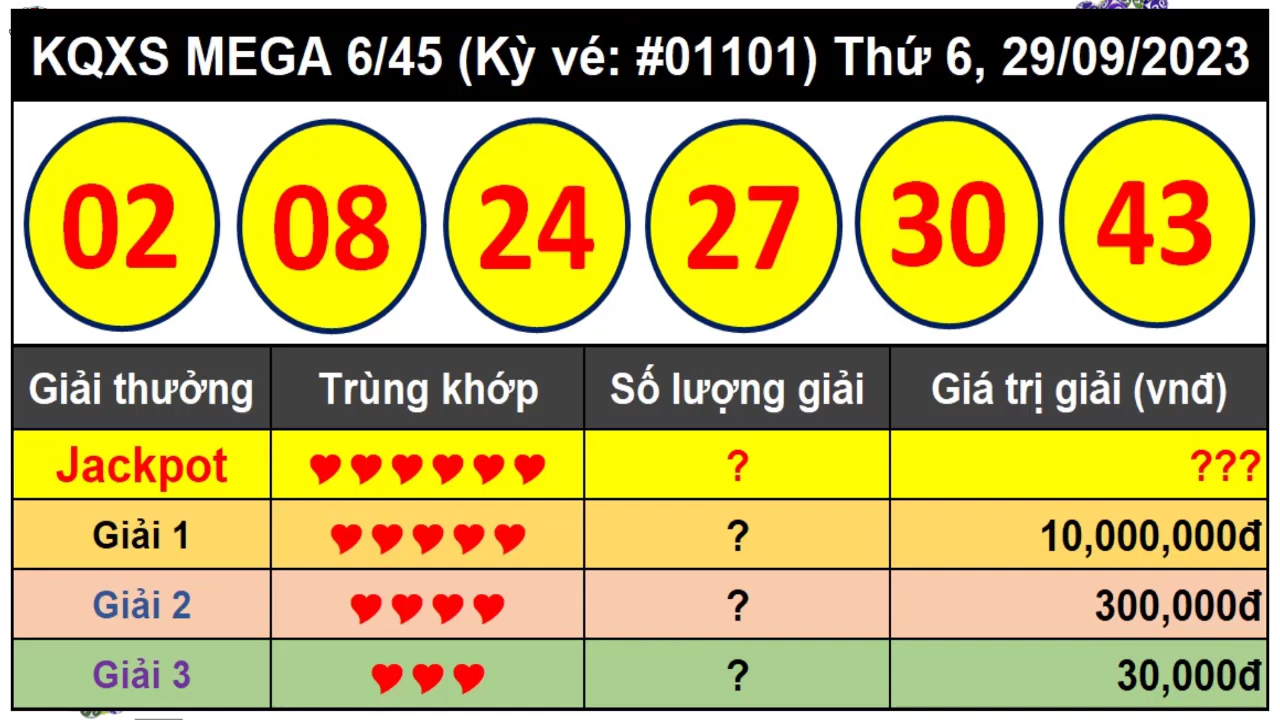 KQXS MEGA 6/45 (Kỳ vé: #01101) Thứ 6, 29/09/2023
02 08 24 27 30 43
Giải thưởng Trùng khớp Số lượng giải Giá trị giải (vnđ)
Jackpot ? ???
Giải 1 ? 10,000,000đ
Giải 2 ? 300,000đ
Giải 3 ? 30,000đ